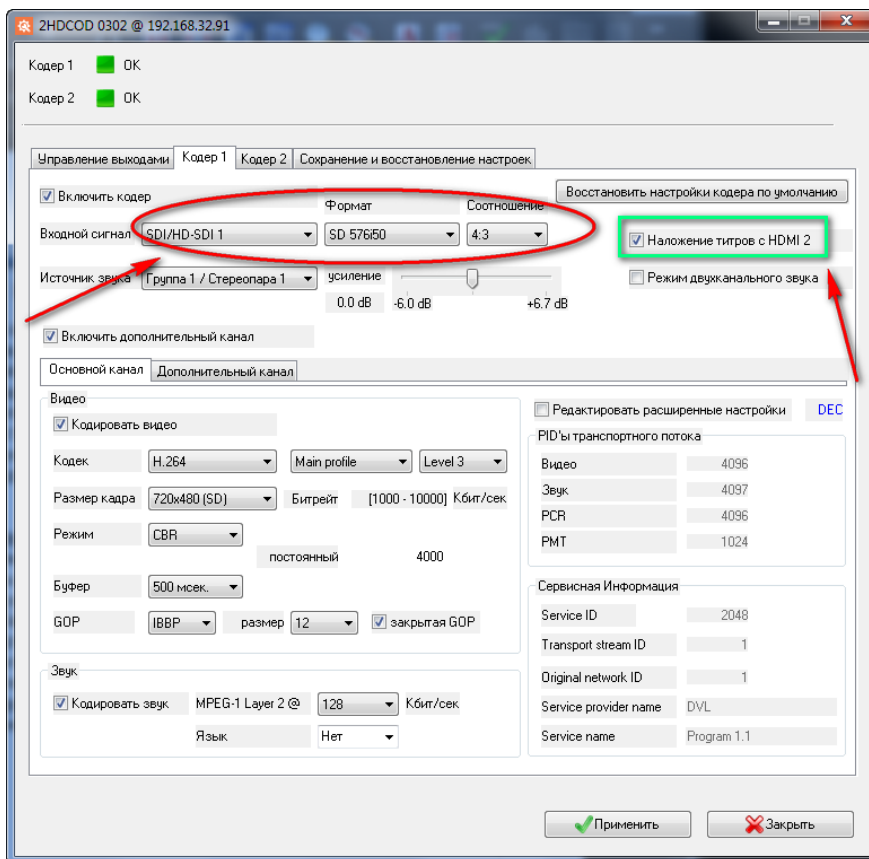 2HDCOD 0302 @ 192.168.32.91
Кодер 1 OK
Кодер 2 OK
Управление выходами Кодер 1 Кодер 2 Сохранение и восстановление настроек
Включить кодер
Восстановить настройки кодера по умолчанию
Формат Соотношение
Входной сигнал SDI/HD-SDI 1 SD 576i50 4:3
Наложение титров с HDMI 2
Источник звука Группа 1 / Стереопара 1 усиление
Режим двухканального звука
0.0 dB -6.0 dB +6.7 dB
Включить дополнительный канал
Основной канал Дополнительный канал
Видео
Кодировать видео
Кодек H.264 Main profile Level 3
Размер кадра 720x480 (SD) Битрейт [1000 - 10000] Кбит/сек
Режим CBR
постоянный 4000
Буфер 500 мсек.
GOP IBBP размер 12 закрытая GOP
Звук
Кодировать звук MPEG-1 Layer 2 @ 128 Кбит/сек
Язык Нет
Редактировать расширенные настройки DEC
PID'ы транспортного потока
Видео 4096
Звук 4097
PCR 4096
PMT 1024
Сервисная Информация
Service ID 2048
Transport stream ID 1
Original network ID 1
Service provider name DVL
Service name Program 1.1
Применить Закрыть